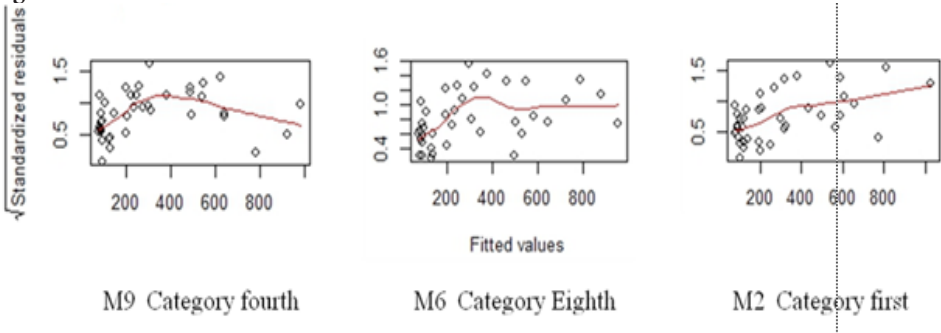 √Standardized residuals
1.5
0.5
200 400 600 800
1.6
1.0
0.4
200 400 600 800
Fitted values
1.5
0.5
200 400 600 800
M9 Category fourth
M6 Category Eighth
M2 Category first